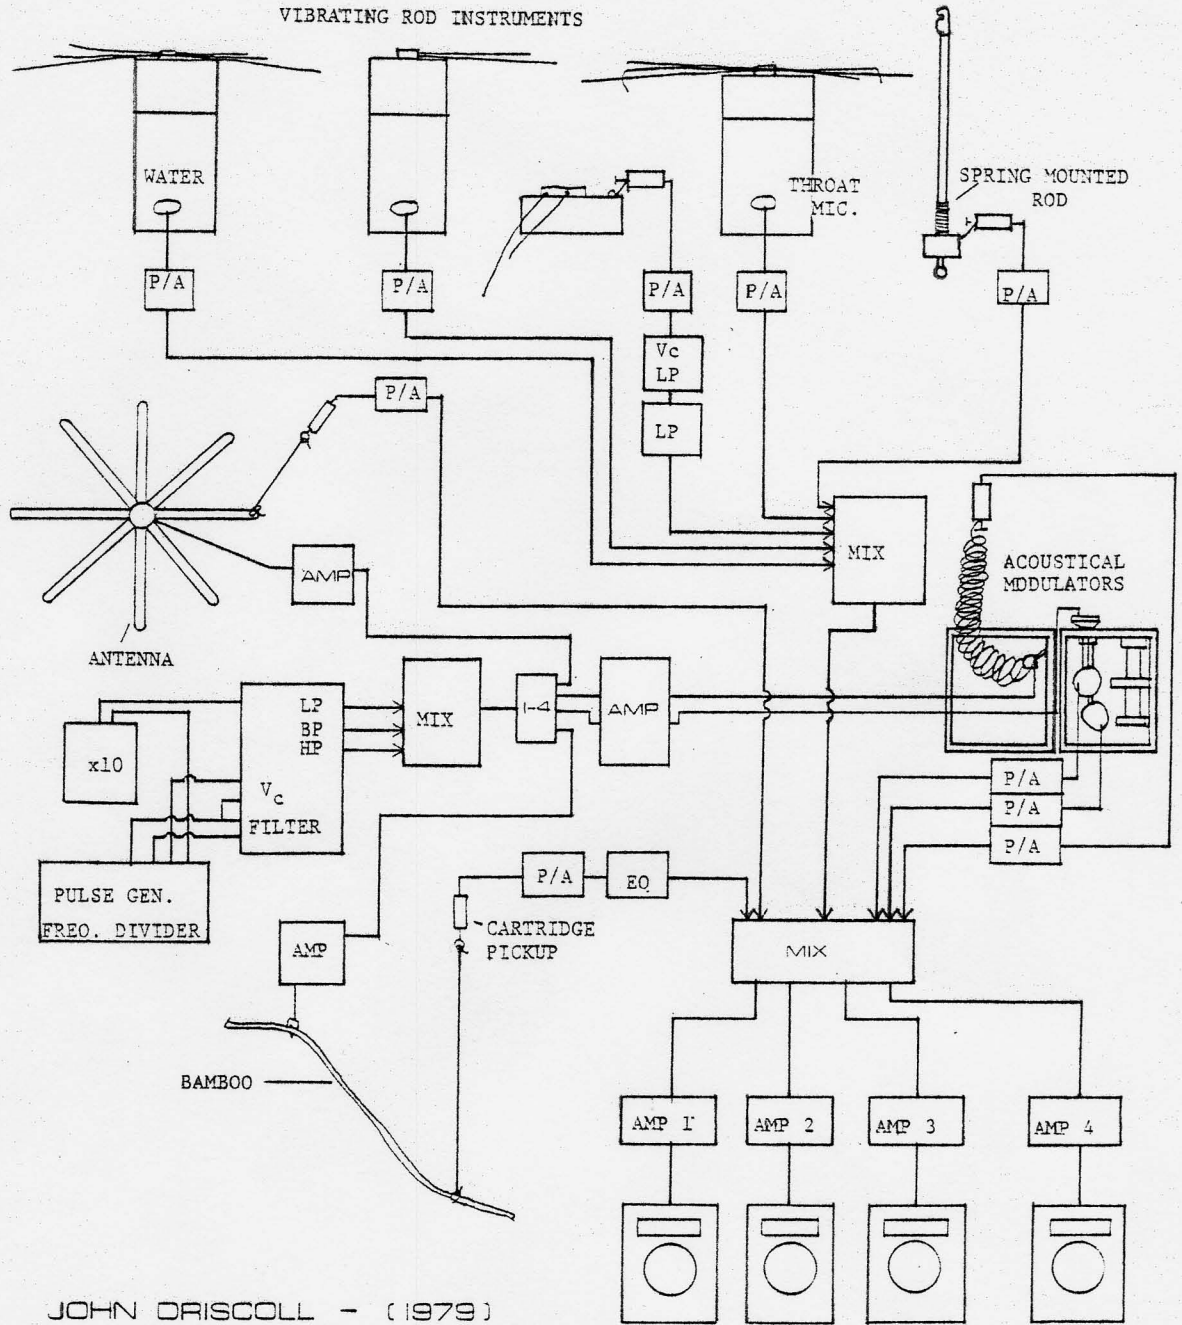 VIBRATING ROD INSTRUMENTS
WATER
THROAT
MIC.
SPRING MOUNTED
ROD
P/A
P/A
P/A
P/A
P/A
Vc
LP
LP
P/A
MIX
ACOUSTICAL
MODULATORS
AMP
ANTENNA
LP
BP
HP
Vc
FILTER
MIX
1-4
AMP
x10
P/A
P/A
P/A
PULSE GEN.
FREQ. DIVIDER
P/A
EQ
CARTRIDGE
PICKUP
AMP
MIX
BAMBOO
AMP 1
AMP 2
AMP 3
AMP 4
JOHN DRISCOLL - (1979)